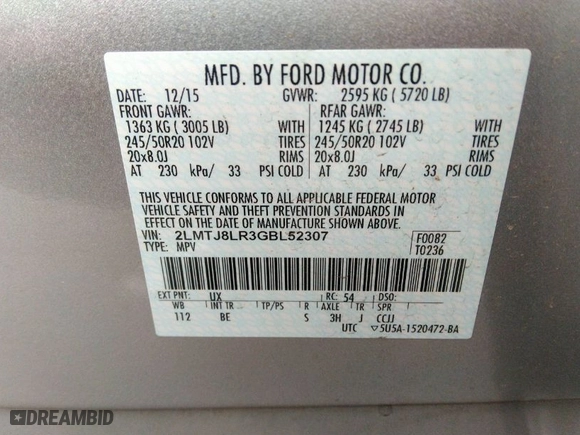 MFD. BY FORD MOTOR CO.
DATE: 12/15 GVWR: 2595 KG ( 5720 LB)
FRONT GAWR: RFAR GAWR:
1363 KG ( 3005 LB) WITH 1245 KG ( 2745 LB) WITH
245/50R20 102V TIRES 245/50R20 102V TIRES
20x8.0J RIMS 20x8.0J RIMS
AT 230 kPa/ 33 PSI COLD AT 230 kPa/ 33 PSI COLD
THIS VEHICLE CONFORMS TO ALL APPLICABLE FEDERAL MOTOR
VEHICLE SAFETY AND THEFT PREVENTION STANDARDS IN
EFFECT ON THE DATE OF MANUFACTURE SHOWN ABOVE.
VIN: 2LMTJ8LR3GBL52307 F0082
TYPE: MPV T0236
EXT PNT: UX RC: 54 DSO:
WB INT TR TP/PS R AXLE TR SPR
112 BE S 3H J CCJJ
UTC ▽5U5A-1520472-BA
DREAMBID